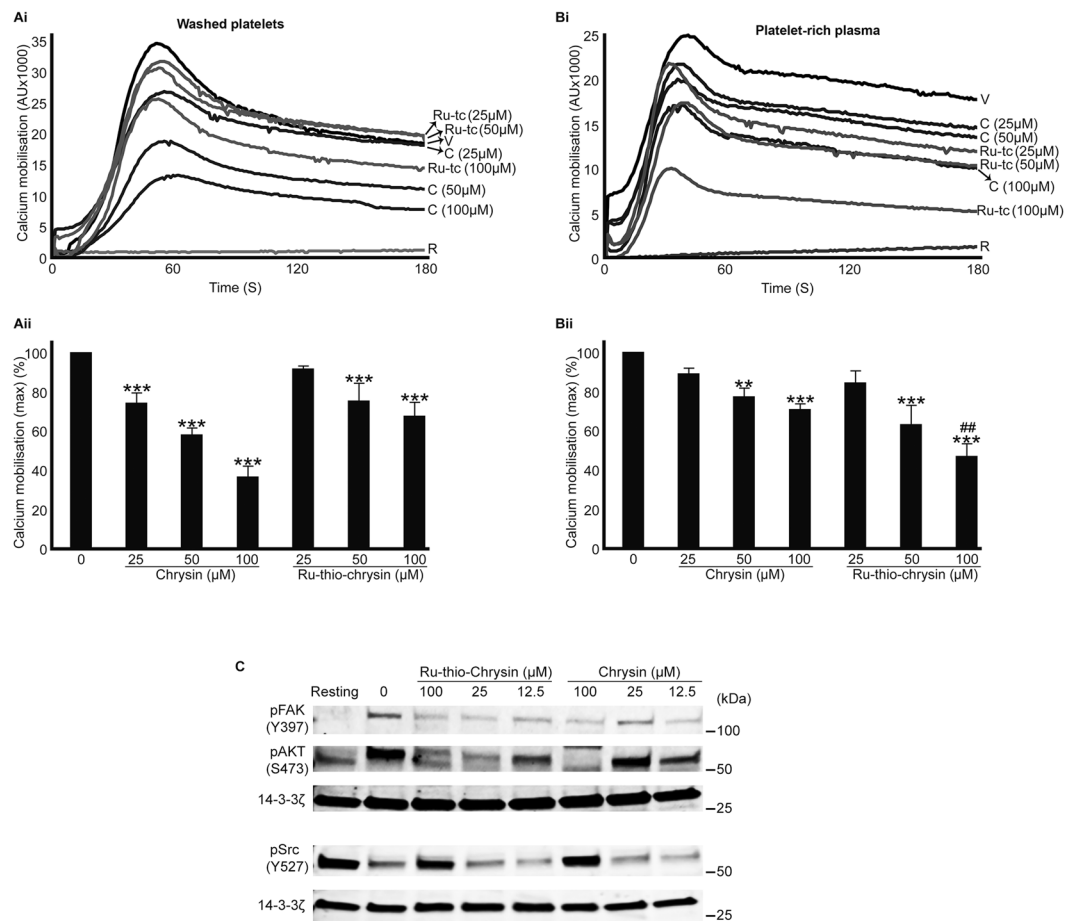 Ai
Washed platelets
Calcium mobilisation (AUx1000)
35
30
25
20
15
10
5
0
0 60 120 180
Time (S)
Ru-tc (25µM)
Ru-tc (50µM)
V
C (25µM)
Ru-tc (100µM)
C (50µM)
C (100µM)
R
Bi
Platelet-rich plasma
Calcium mobilisation (AUx1000)
25
20
15
10
5
0
0 60 120 180
Time (S)
V
C (25µM)
C (50µM)
Ru-tc (25µM)
Ru-tc (50µM)
C (100µM)
Ru-tc (100µM)
R
Aii
Calcium mobilisation (max) (%)
100
80
60
40
20
0
*** *** *** *** ***
0 25 50 100 25 50 100
Chrysin (µM) Ru-thio-chrysin (µM)
Bii
Calcium mobilisation (max) (%)
100
80
60
40
20
0
** *** *** ##
***
0 25 50 100 25 50 100
Chrysin (µM) Ru-thio-chrysin (µM)
C
Ru-thio-Chrysin (µM) Chrysin (µM)
Resting 0 100 25 12.5 100 25 12.5 (kDa)
pFAK
(Y397)
100
pAKT
(S473)
50
14-3-3ζ
25
pSrc
(Y527)
50
14-3-3ζ
25